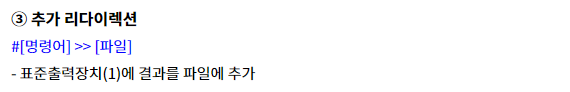 ③ 추가 리다이렉션
#[명령어] >> [파일]
- 표준출력장치(1)에 결과를 파일에 추가